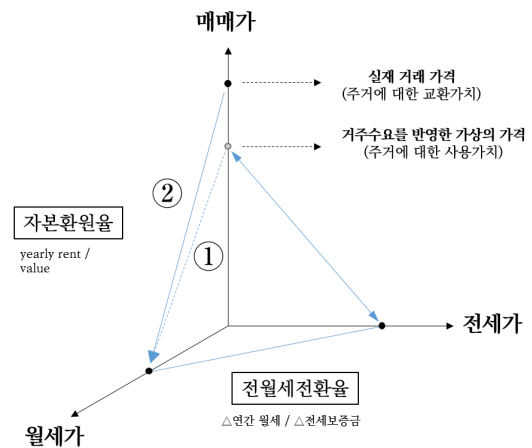 매매가
실재 거래 가격
(주거에 대한 교환가치)
거주수요를 반영한 가상의 가격
(주거에 대한 사용가치)
②
자본환원율
yearly rent /
value
①
전세가
전월세전환율
△연간 월세 / △전세보증금
월세가